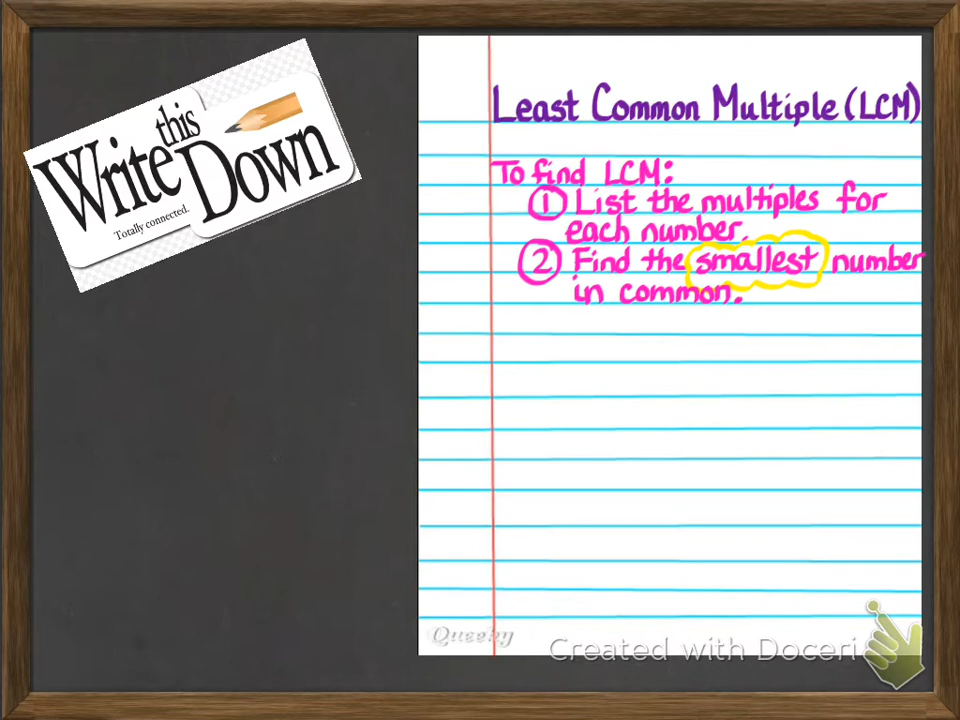 Write this Down
Totally connected.
Least Common Multiple (LCM)
To find LCM:
① List the multiples for
each number.
② Find the smallest number
in common.
Queeky
Created with Doceri